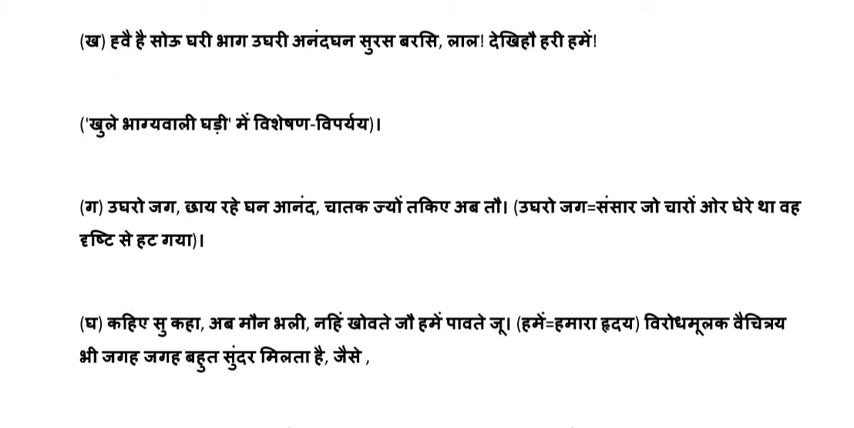 (ख) ह्वै है सोऊ घरी भाग उघरी अनंदघन सुरस बरसि, लाल! देखिहौ हरी हमें!
('खुले भाग्यवाली घड़ी' में विशेषण-विपर्यय)।
(ग) उघरो जग, छाय रहे घन आनंद, चातक ज्यों तकिए अब तौ। (उघरो जग=संसार जो चारों ओर घेरे था वह
दृष्टि से हट गया)।
(घ) कहिए सु कहा, अब मौन भली, नहिं खोवते जौ हमें पावते जू। (हमें=हमारा हृदय) विरोधमूलक वैचित्रय
भी जगह जगह बहुत सुंदर मिलता है, जैसे ,